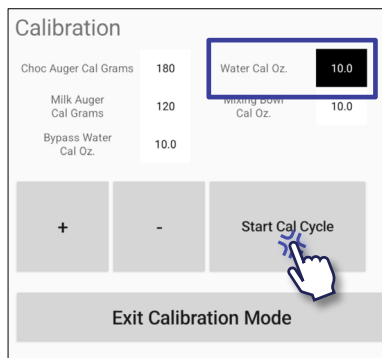 Calibration
Choc Auger Cal Grams 180 Water Cal Oz. 10.0
Milk Auger
Cal Grams 120 Mixing Bowl
Cal Oz. 10.0
Bypass Water
Cal Oz. 10.0
+ - Start Cal Cycle
Exit Calibration Mode